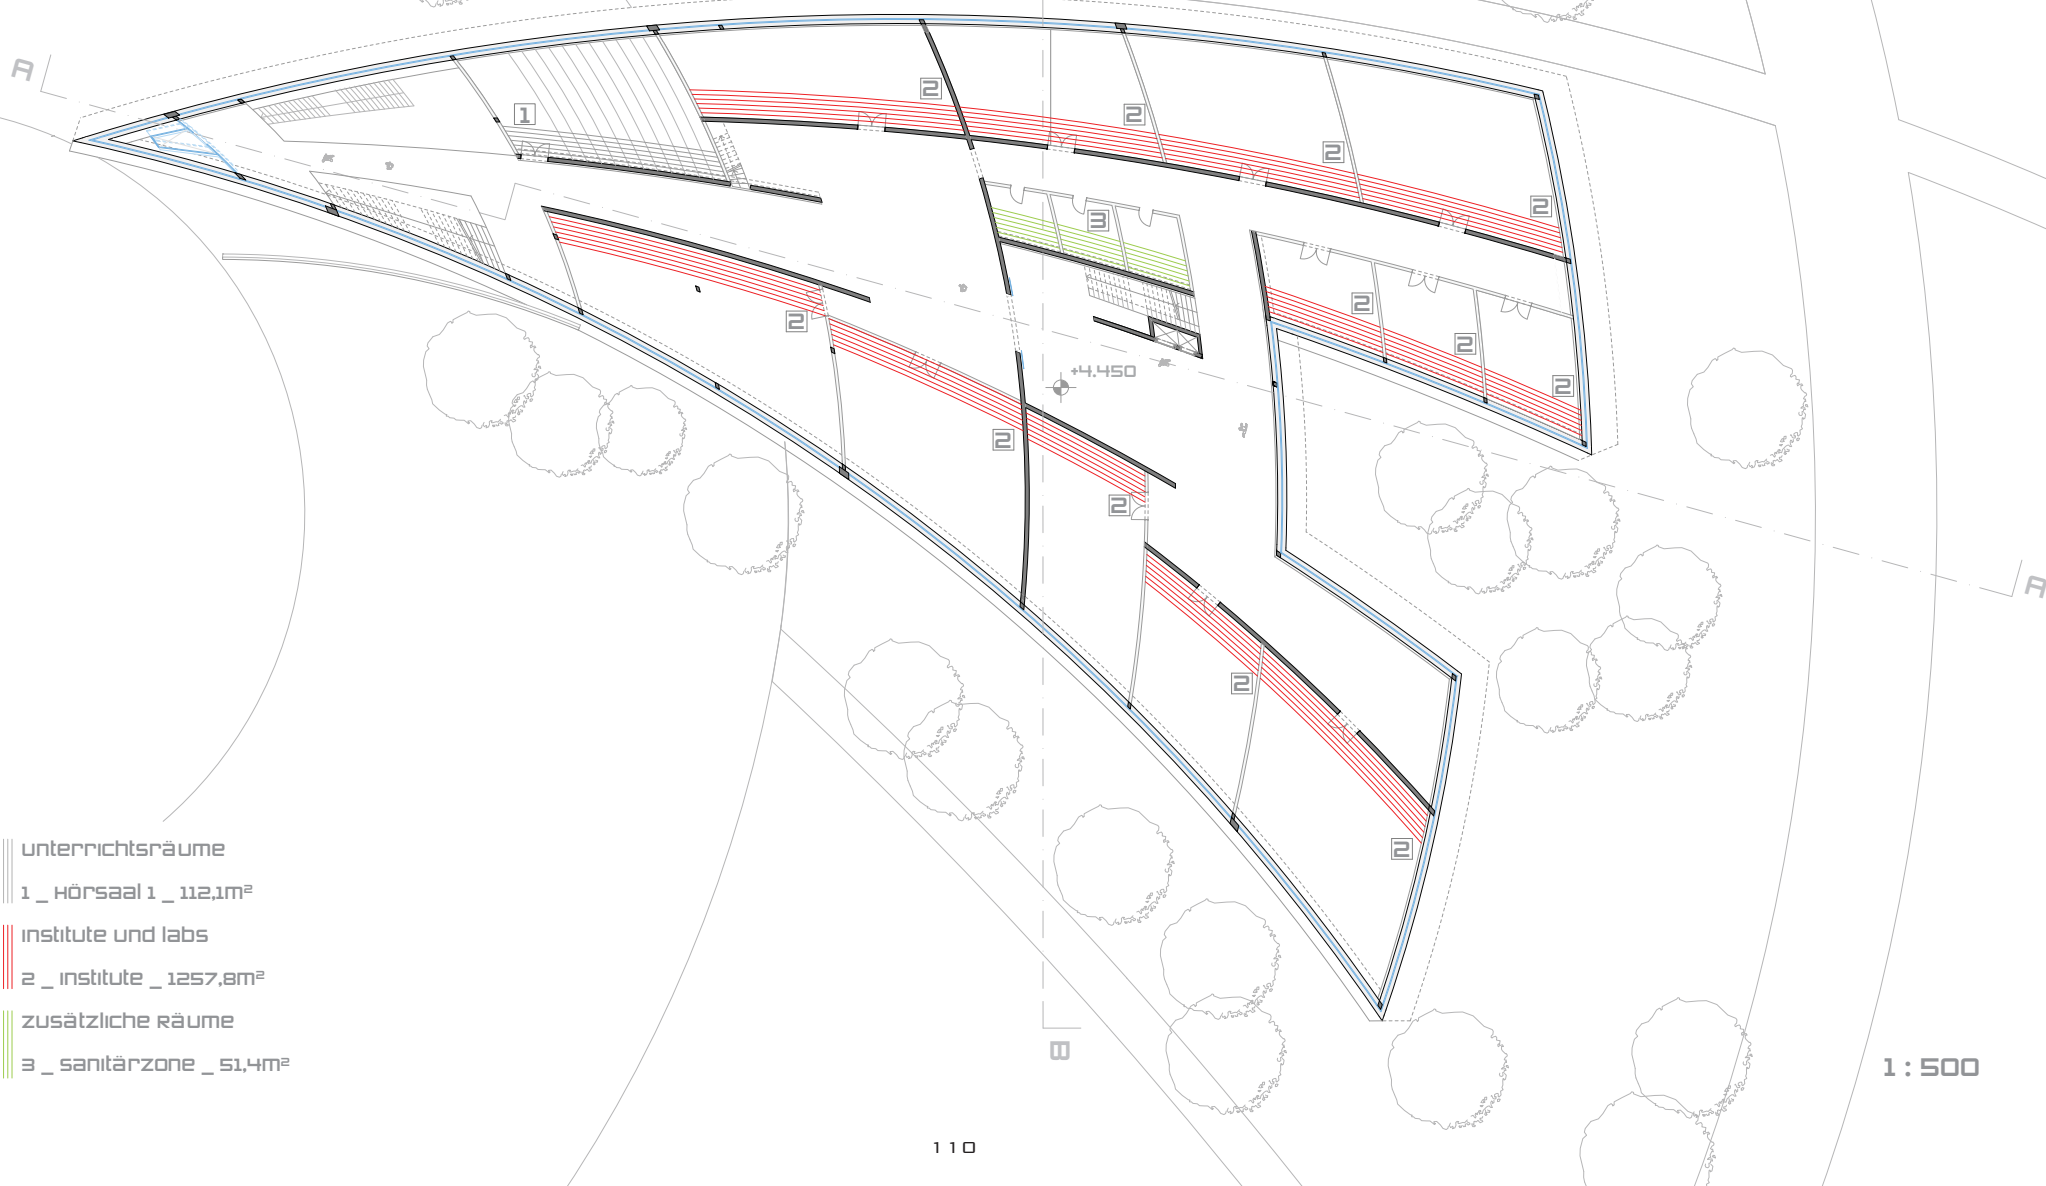 A
1
2
2
2
2
3
2
2
2
2
+4.450
2
2
A
2
2
unterrichtsräume
1 _ Hörsaal 1 _ 112,1m²
institute und labs
2 _ institute _ 1257,8m²
zusätzliche Räume
3 _ sanitärzone _ 51,4m²
B
1:500
110